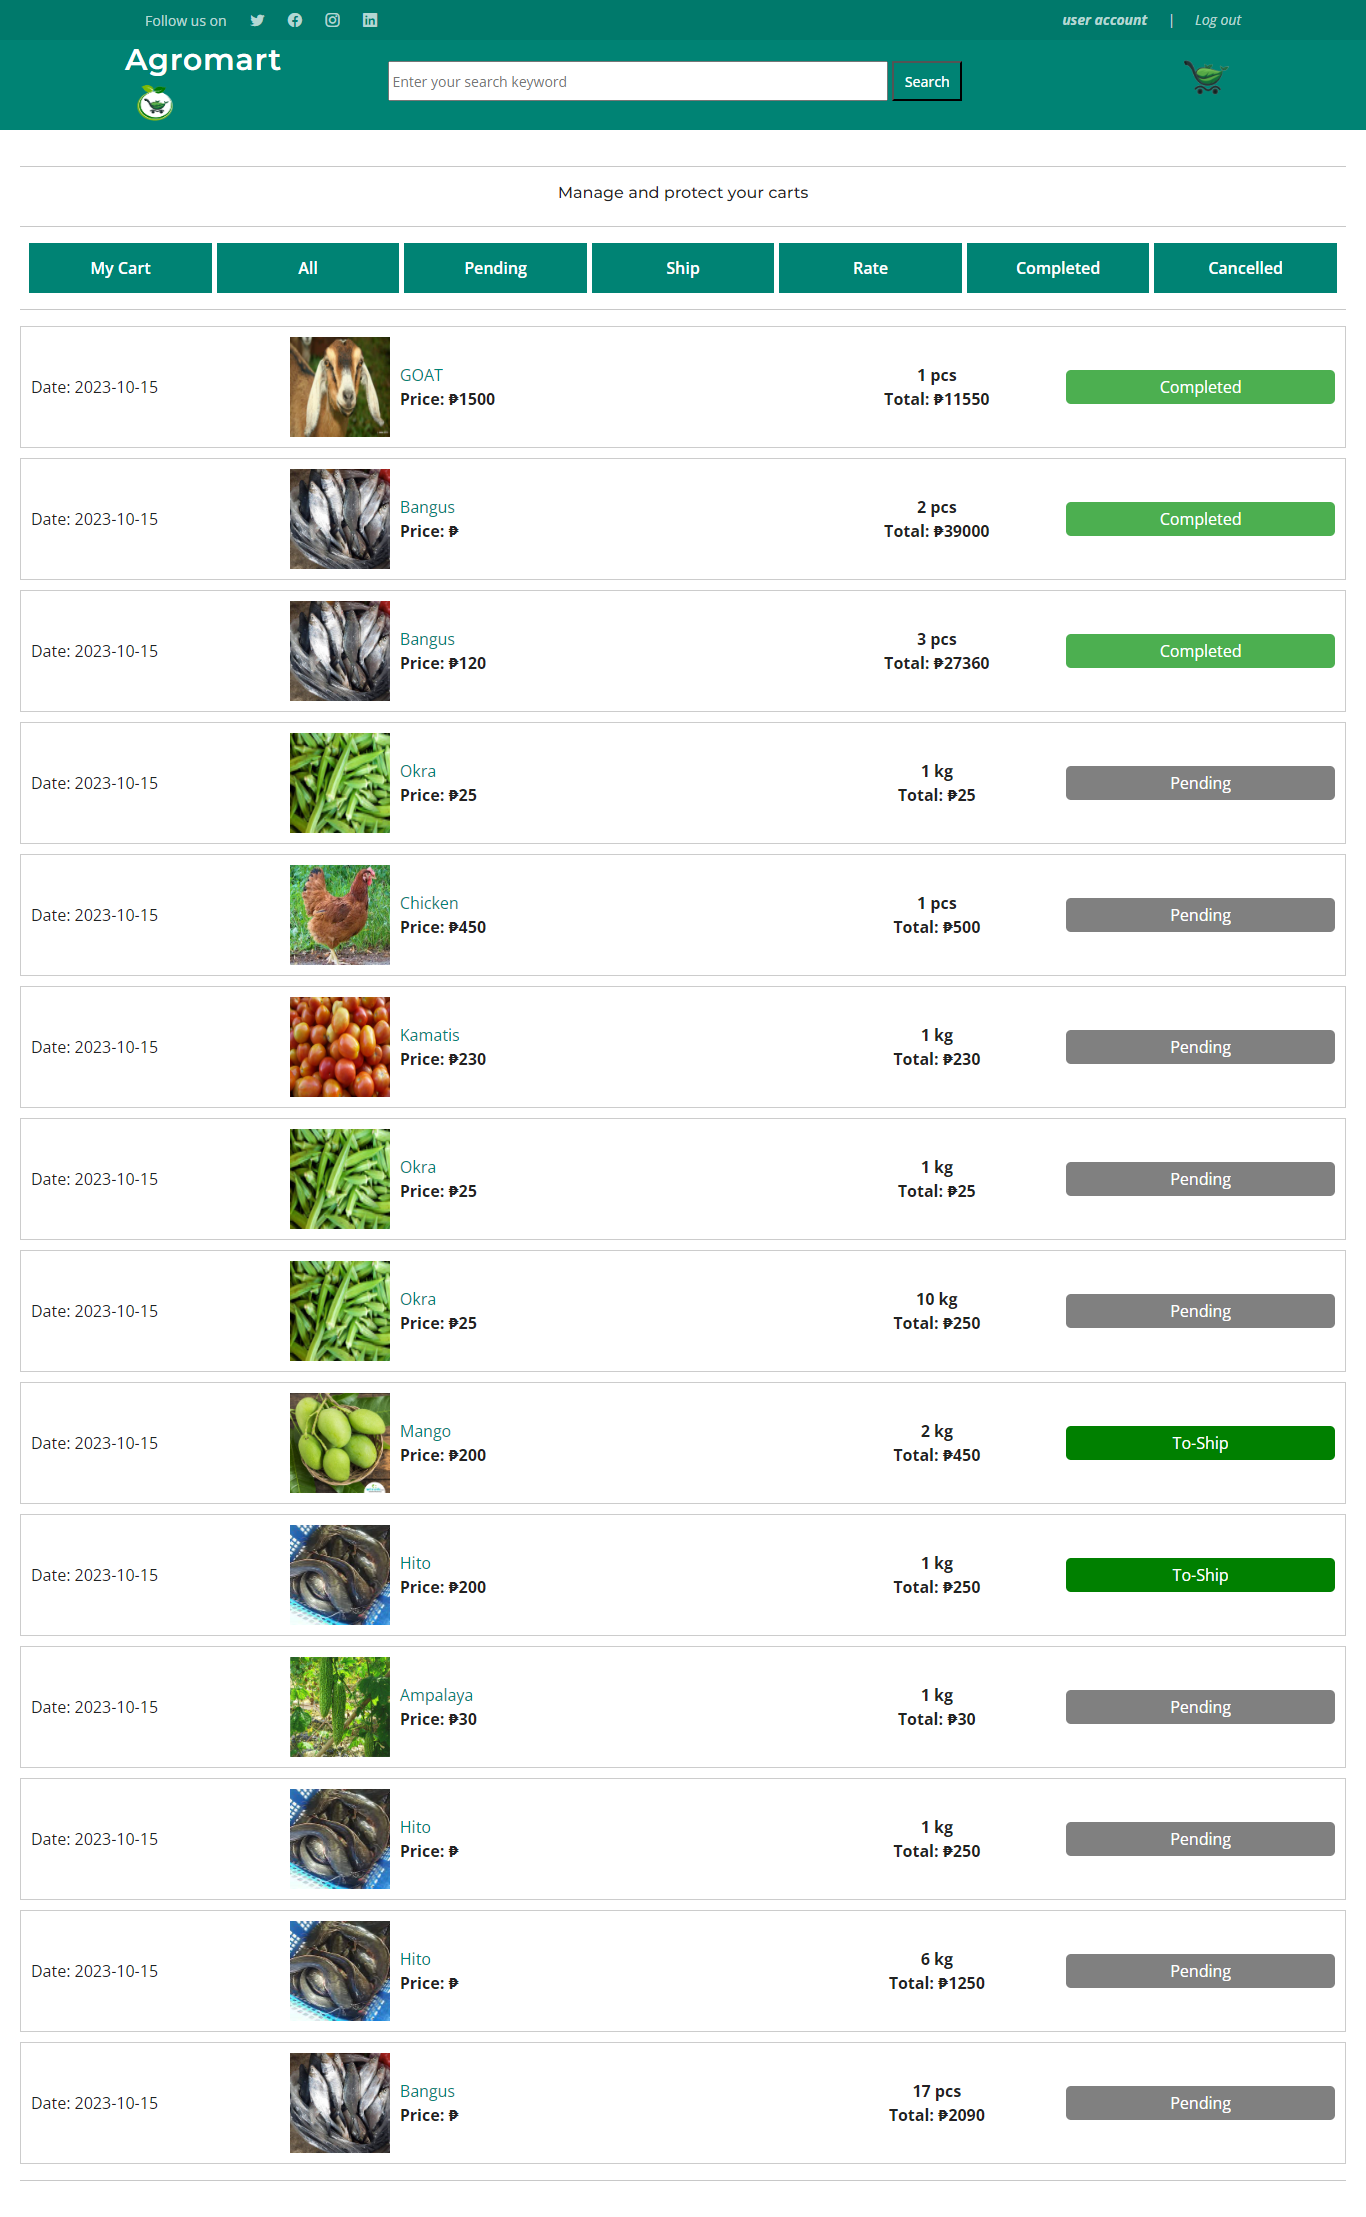 Follow us on
user account | Log out
Agromart
Enter your search keyword
Search
Manage and protect your carts
My Cart
All
Pending
Ship
Rate
Completed
Cancelled
Date: 2023-10-15
GOAT
Price: ₱1500
1 pcs
Total: ₱11550
Completed
Date: 2023-10-15
Bangus
Price: ₱
2 pcs
Total: ₱39000
Completed
Date: 2023-10-15
Bangus
Price: ₱120
3 pcs
Total: ₱27360
Completed
Date: 2023-10-15
Okra
Price: ₱25
1 kg
Total: ₱25
Pending
Date: 2023-10-15
Chicken
Price: ₱450
1 pcs
Total: ₱500
Pending
Date: 2023-10-15
Kamatis
Price: ₱230
1 kg
Total: ₱230
Pending
Date: 2023-10-15
Okra
Price: ₱25
1 kg
Total: ₱25
Pending
Date: 2023-10-15
Okra
Price: ₱25
10 kg
Total: ₱250
Pending
Date: 2023-10-15
Mango
Price: ₱200
2 kg
Total: ₱450
To-Ship
Date: 2023-10-15
Hito
Price: ₱200
1 kg
Total: ₱250
To-Ship
Date: 2023-10-15
Ampalaya
Price: ₱30
1 kg
Total: ₱30
Pending
Date: 2023-10-15
Hito
Price: ₱
1 kg
Total: ₱250
Pending
Date: 2023-10-15
Hito
Price: ₱
6 kg
Total: ₱1250
Pending
Date: 2023-10-15
Bangus
Price: ₱
17 pcs
Total: ₱2090
Pending